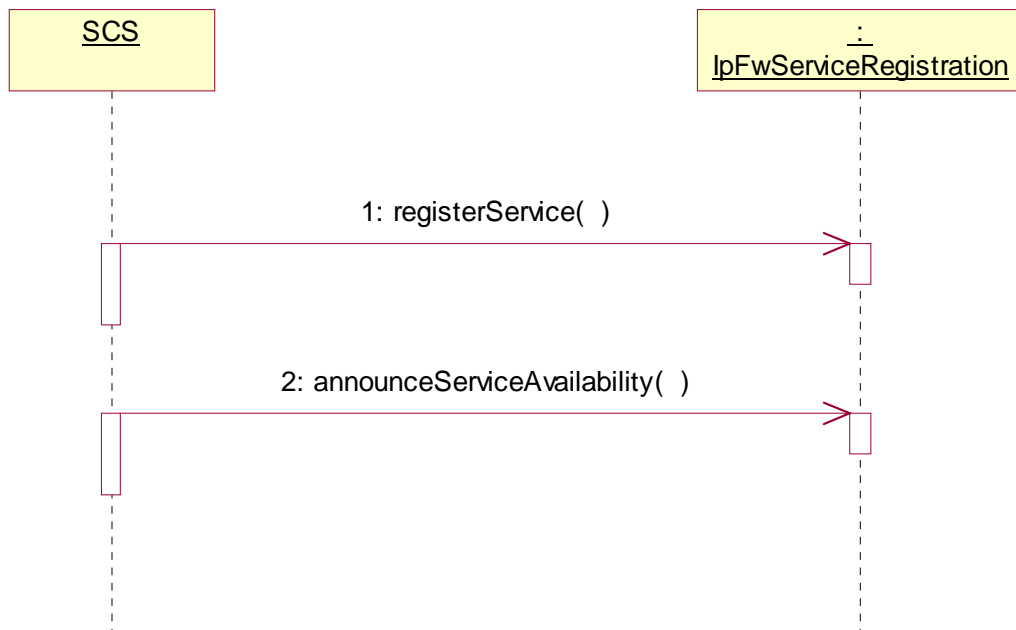 SCS
:
IpFwServiceRegistration
1: registerService( )
2: announceServiceAvailability( )